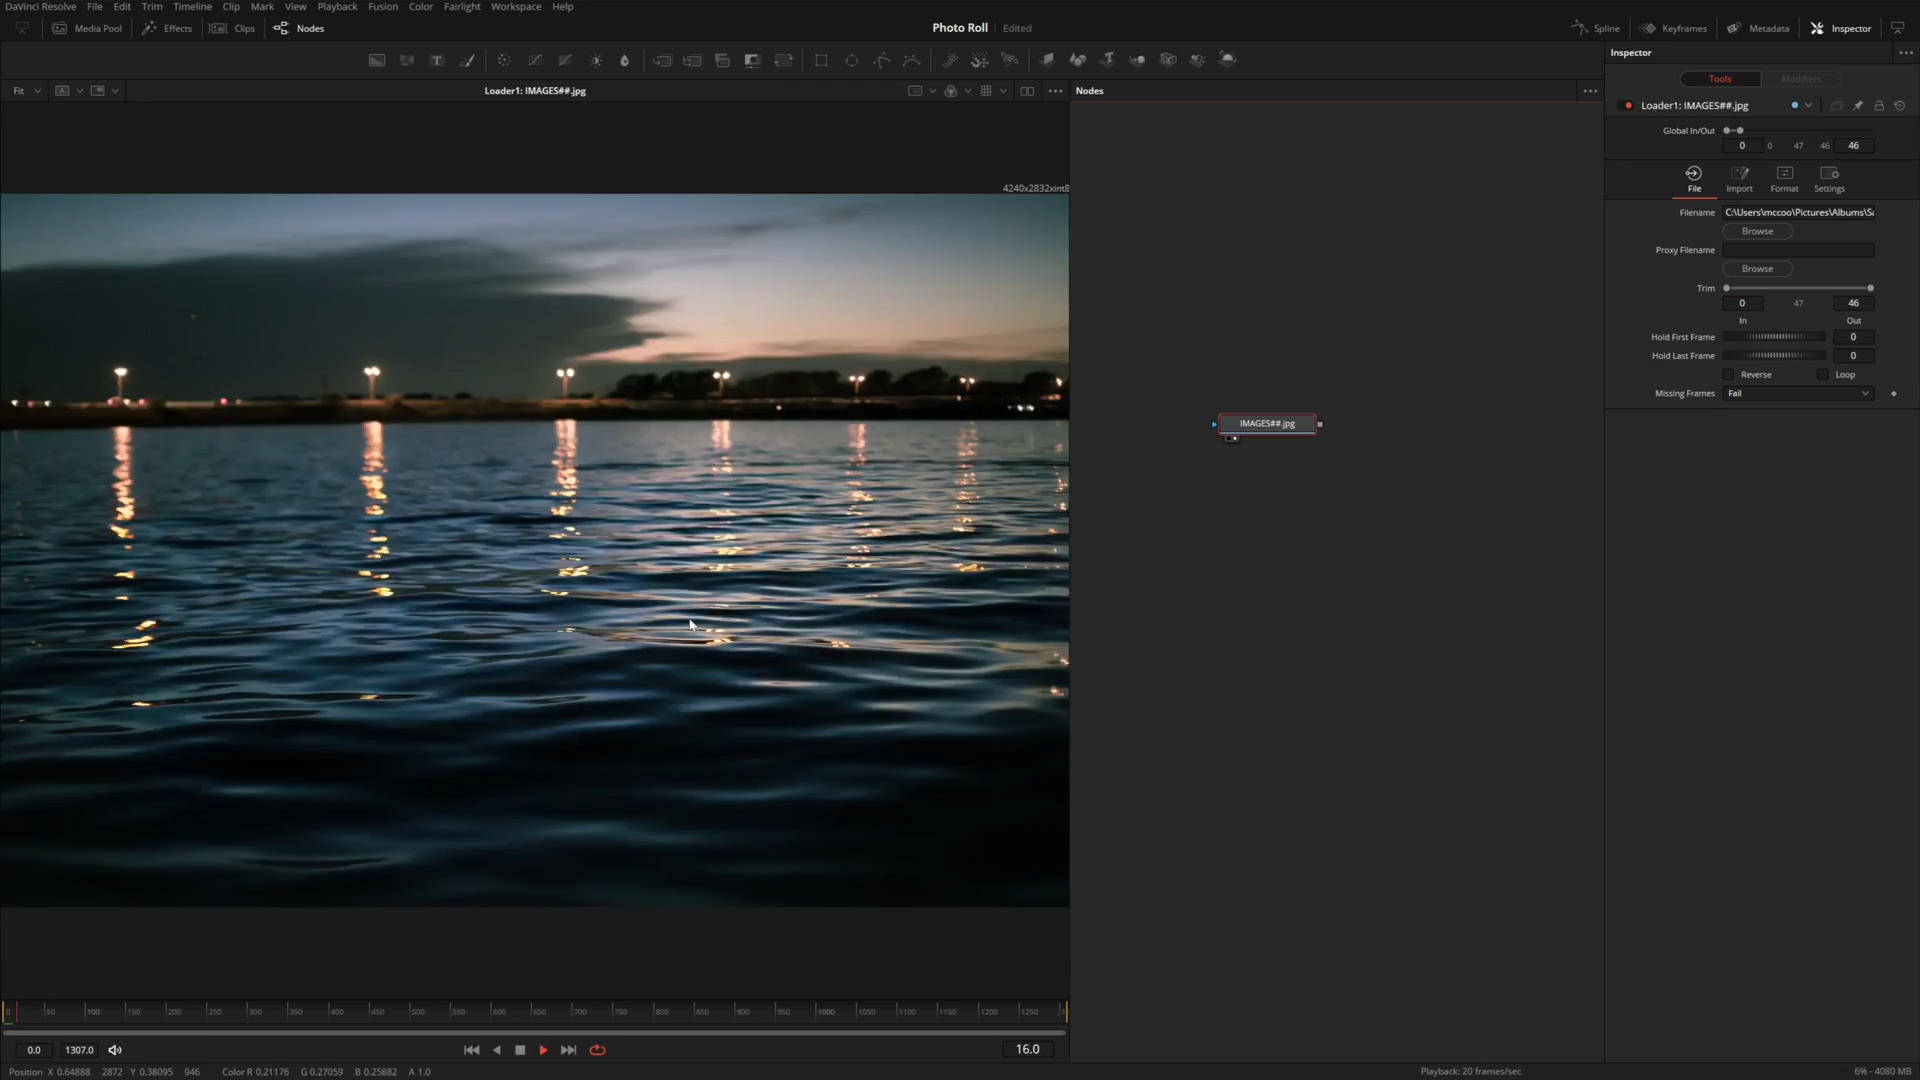 DaVinci Resolve File Edit Trim Timeline Clip Mark View Playback Fusion Color Fairlight Workspace Help
Media Pool Effects Clips Nodes Photo Roll Edited Spline Keyframes Metadata Inspector
Inspector
Tools Modifiers
Fit Loader1: IMAGES##.jpg Nodes
Loader1: IMAGES##.jpg
Global In/Out
0 0 47 46 46
File Import Format Settings
4240x2832xint8
Filename C:\Users\mccoo\Pictures\Albums\S
Browse
Proxy Filename
Browse
Trim
0 47 46
In Out
Hold First Frame 0
Hold Last Frame 0
Reverse Loop
Missing Frames Fail
IMAGES##.jpg
0 50 100 150 200 250 300 350 400 450 500 550 600 650 700 750 800 850 900 950 1000 1050 1100 1150 1200 1250
0.0 1307.0 16.0
Position X 0.64888 2872 Y 0.38095 946 Color R 0.21176 G 0.27059 B 0.25882 A 1.0 Playback: 20 frames/sec 6% - 4080 MB